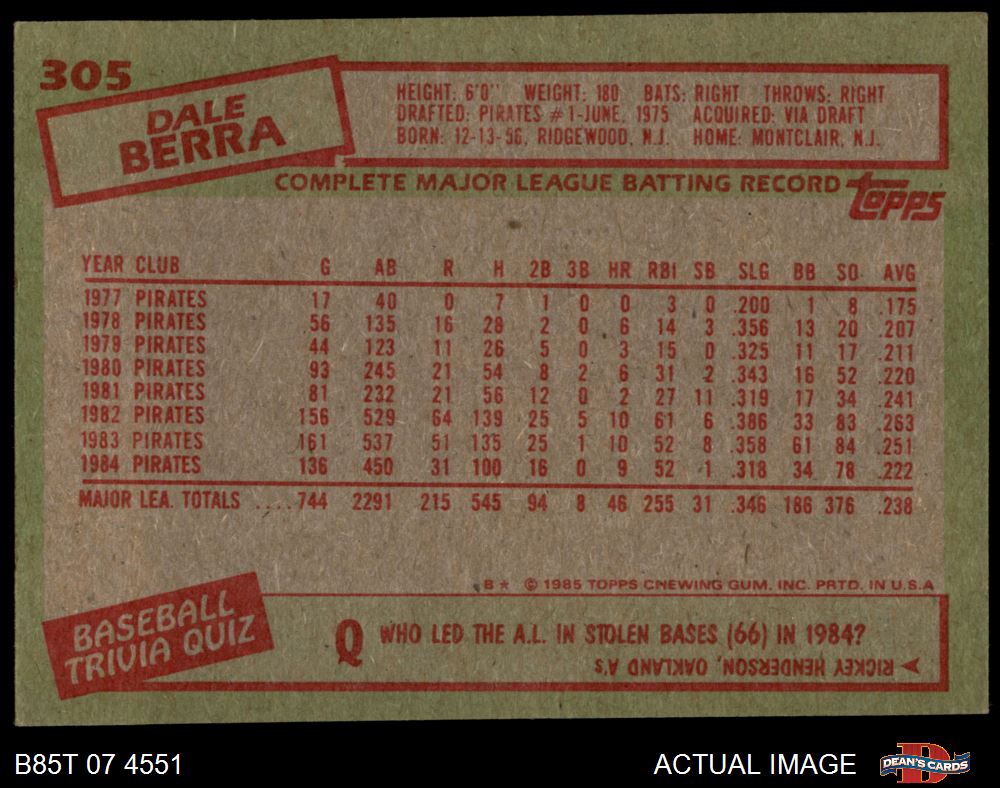 305
DALE
BERRA
HEIGHT: 6'0" WEIGHT: 180 BATS: RIGHT THROWS: RIGHT
DRAFTED: PIRATES #1-JUNE, 1975 ACQUIRED: VIA DRAFT
BORN: 12-13-56, RIDGEWOOD, N.J. HOME: MONTCLAIR, N.J.
COMPLETE MAJOR LEAGUE BATTING RECORD topps
YEAR CLUB G AB R H 2B 3B HR RBI SB SLG BB SO AVG
1977 PIRATES 17 40 0 7 1 0 0 3 0 .200 1 8 .175
1978 PIRATES 56 135 16 28 2 0 6 14 3 .356 13 20 .207
1979 PIRATES 44 123 11 26 5 0 3 15 0 .325 11 17 .211
1980 PIRATES 93 245 21 54 8 2 6 31 2 .343 16 52 .220
1981 PIRATES 81 232 21 56 12 0 2 27 11 .319 17 34 .241
1982 PIRATES 156 529 64 139 25 5 10 61 6 .386 33 83 .263
1983 PIRATES 161 537 51 135 25 1 10 52 8 .358 61 84 .251
1984 PIRATES 136 450 31 100 16 0 9 52 1 .318 34 78 .222
MAJOR LEA. TOTALS ....744 2291 215 545 94 8 46 255 31 .346 186 376 .238
B* © 1985 TOPPS CHEWING GUM, INC. PRTD. IN U.S.A
BASEBALL
TRIVIA QUIZ
Q WHO LED THE A.L. IN STOLEN BASES (66) IN 1984?
RICKEY HENDERSON, OAKLAND A's
B85T 07 4551
ACTUAL IMAGE
DEAN'S CARDS